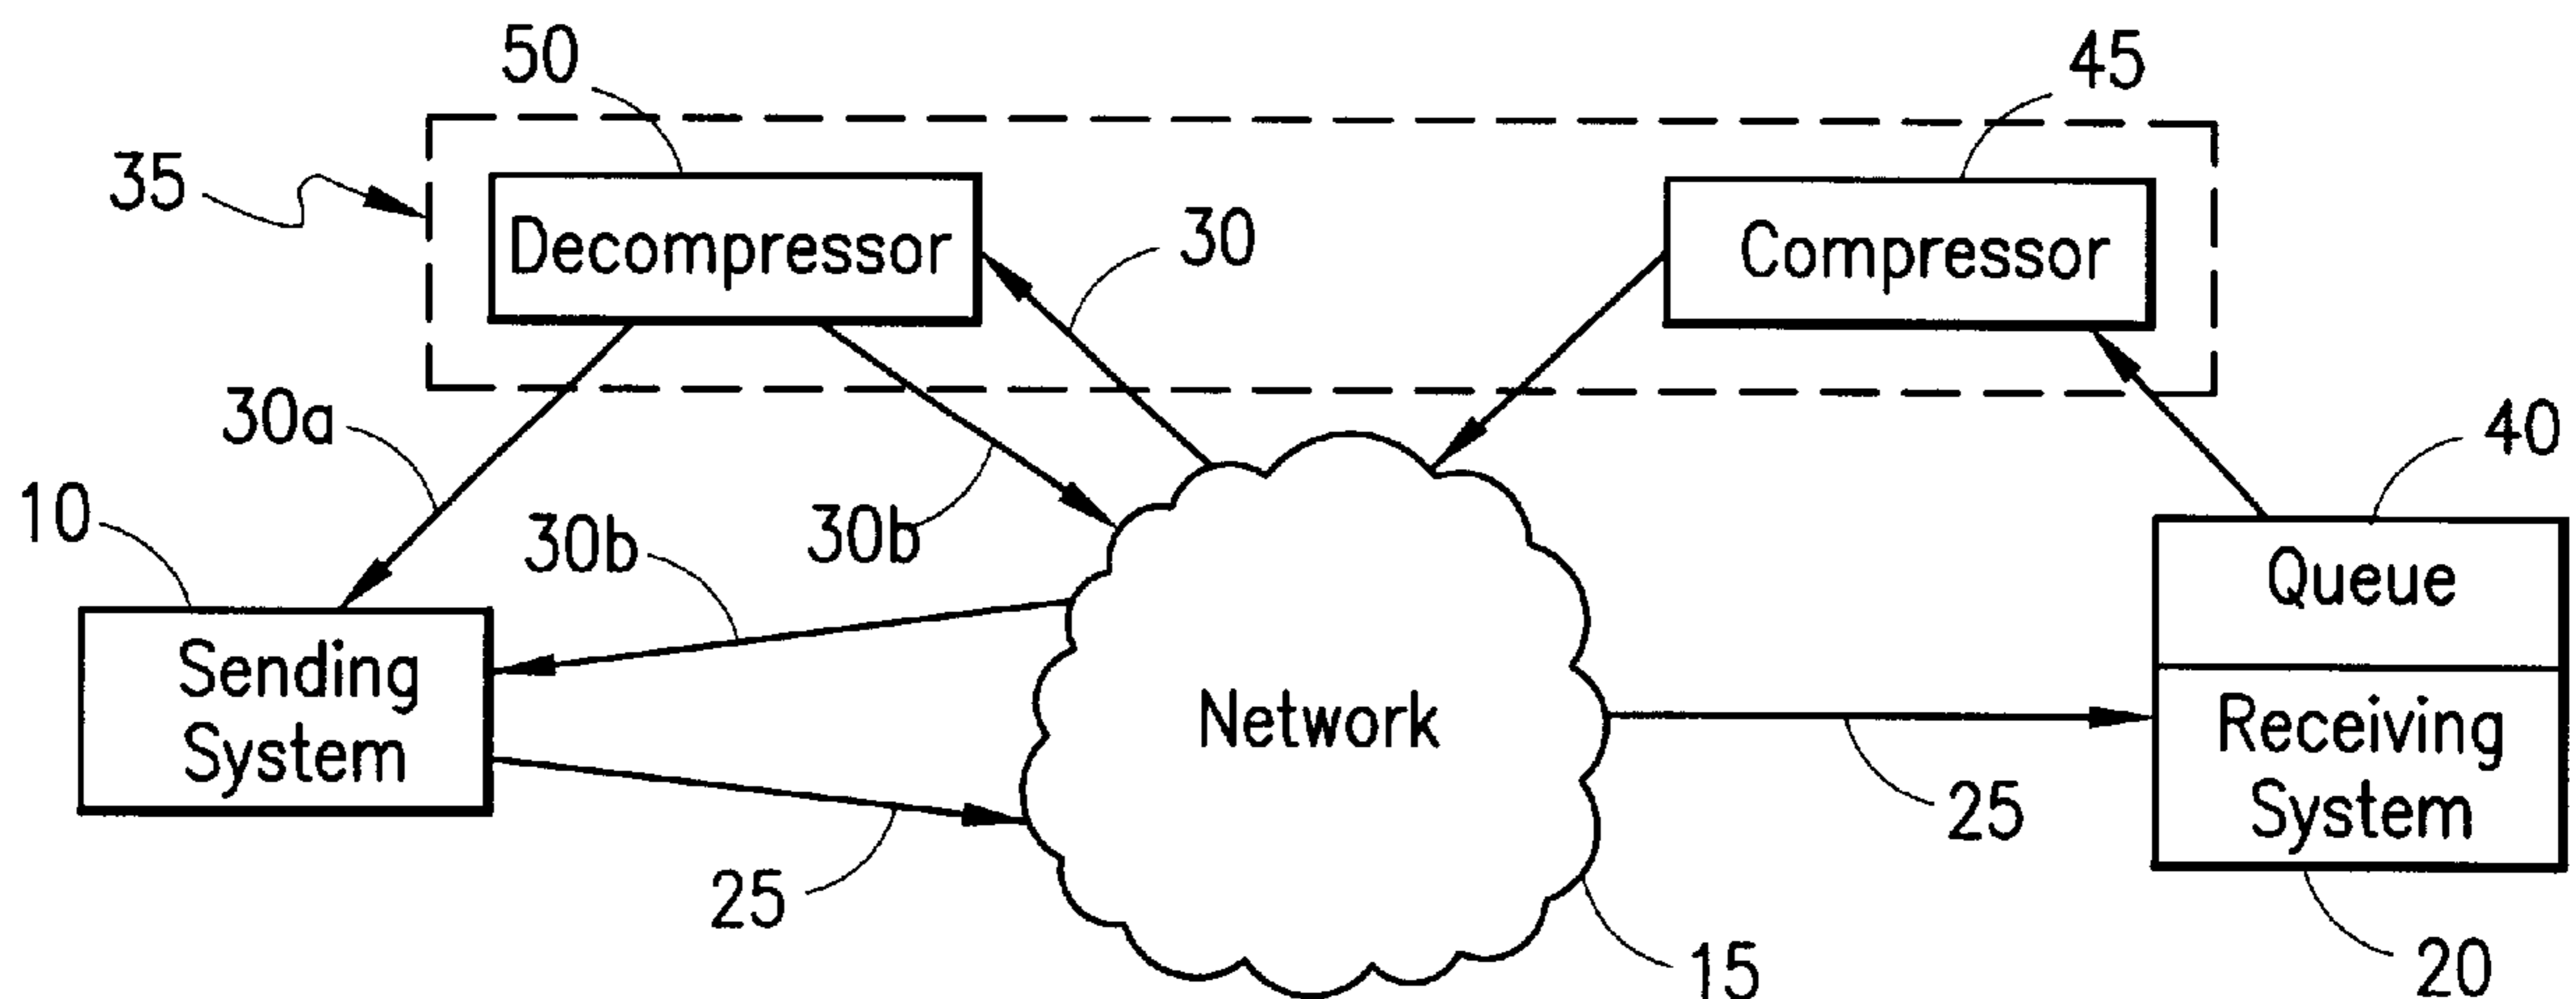 50
45
35
Decompressor
30
Compressor
30a
40
10
30b
30b
Queue
Sending
System
Network
Receiving
System
25
25
15
20